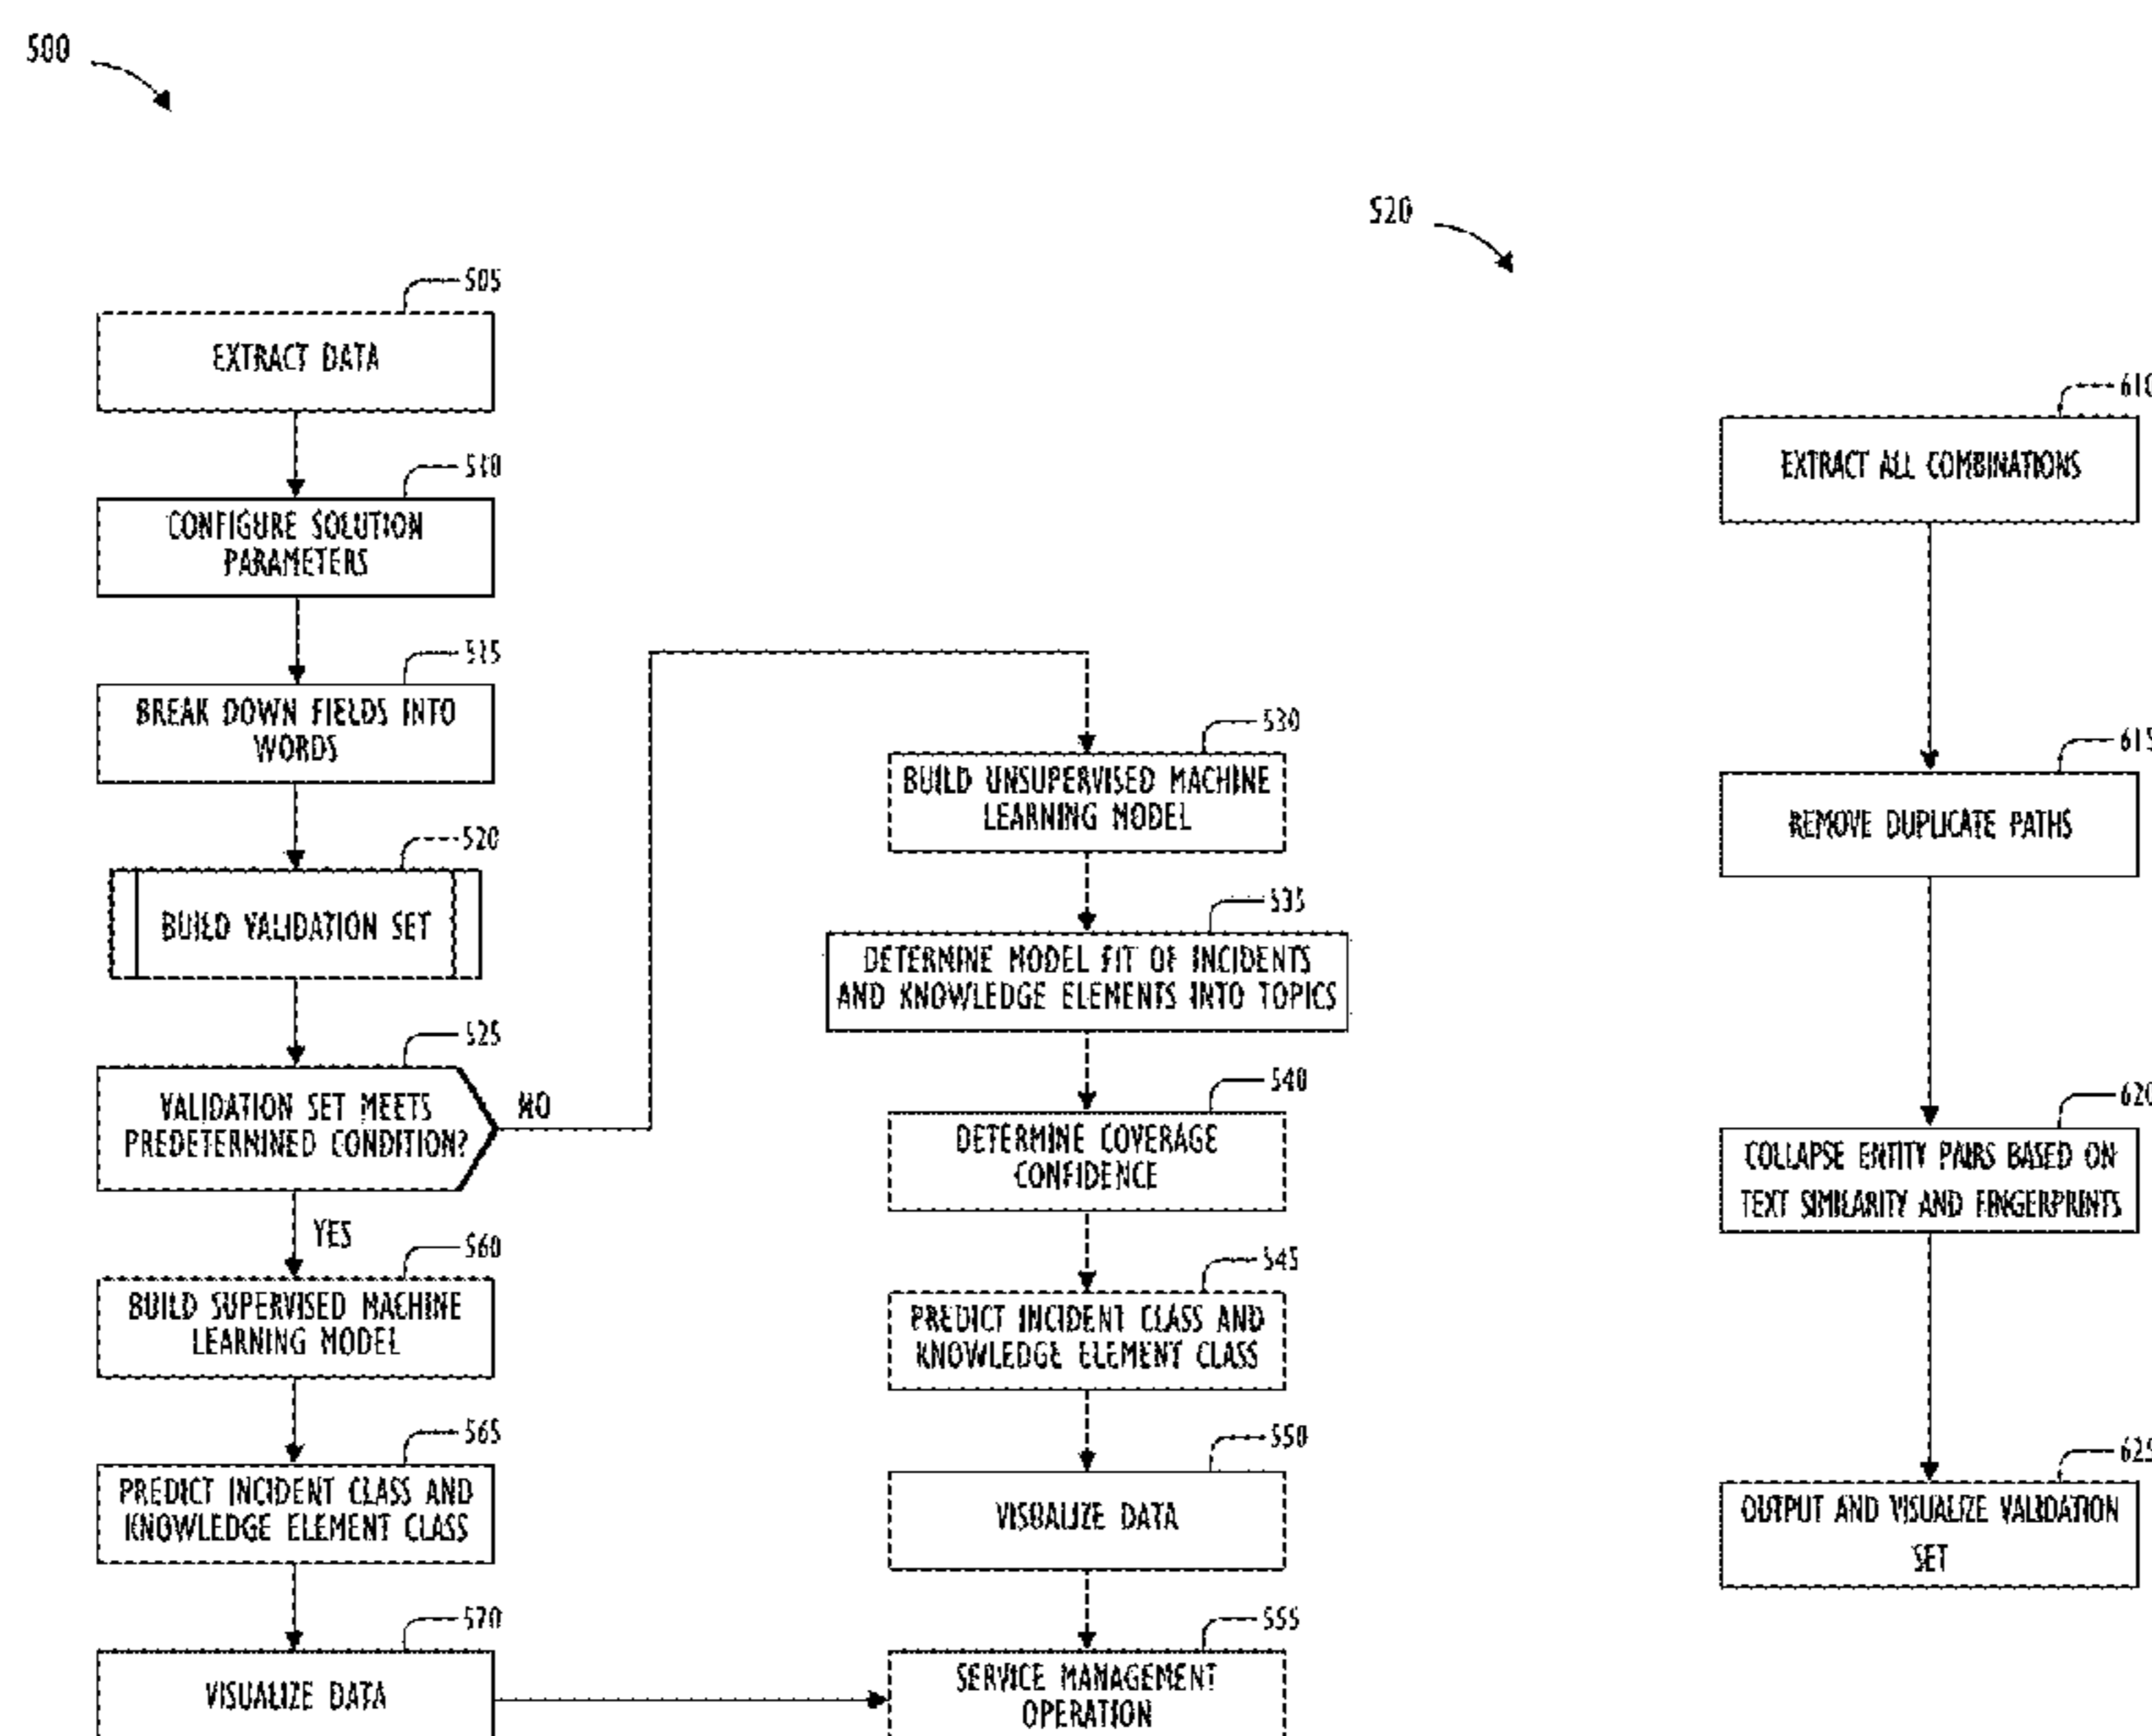 500
505
EXTRACT DATA
510
CONFIGURE SOLUTION
PARAMETERS
515
BREAK DOWN FIELDS INTO
WORDS
520
BUILD VALIDATION SET
525
VALIDATION SET MEETS
PREDETERMINED CONDITION?
NO
YES
560
BUILD SUPERVISED MACHINE
LEARNING MODEL
565
PREDICT INCIDENT CLASS AND
KNOWLEDGE ELEMENT CLASS
570
VISUALIZE DATA
530
BUILD UNSUPERVISED MACHINE
LEARNING MODEL
535
DETERMINE MODEL FIT OF INCIDENTS
AND KNOWLEDGE ELEMENTS INTO TOPICS
540
DETERMINE COVERAGE
CONFIDENCE
545
PREDICT INCIDENT CLASS AND
KNOWLEDGE ELEMENT CLASS
550
VISUALIZE DATA
555
SERVICE MANAGEMENT
OPERATION
520
610
EXTRACT ALL COMBINATIONS
615
REMOVE DUPLICATE PATHS
620
COLLAPSE ENTITY PAIRS BASED ON
TEXT SIMILARITY AND FINGERPRINTS
625
OUTPUT AND VISUALIZE VALIDATION
SET